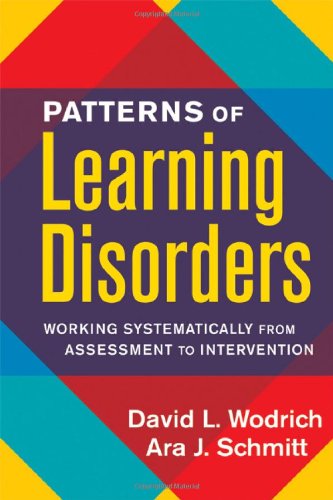 PATTERNS OF
Learning
Disorders
WORKING SYSTEMATICALLY FROM
ASSESSMENT TO INTERVENTION
David L. Wodrich
Ara J. Schmitt